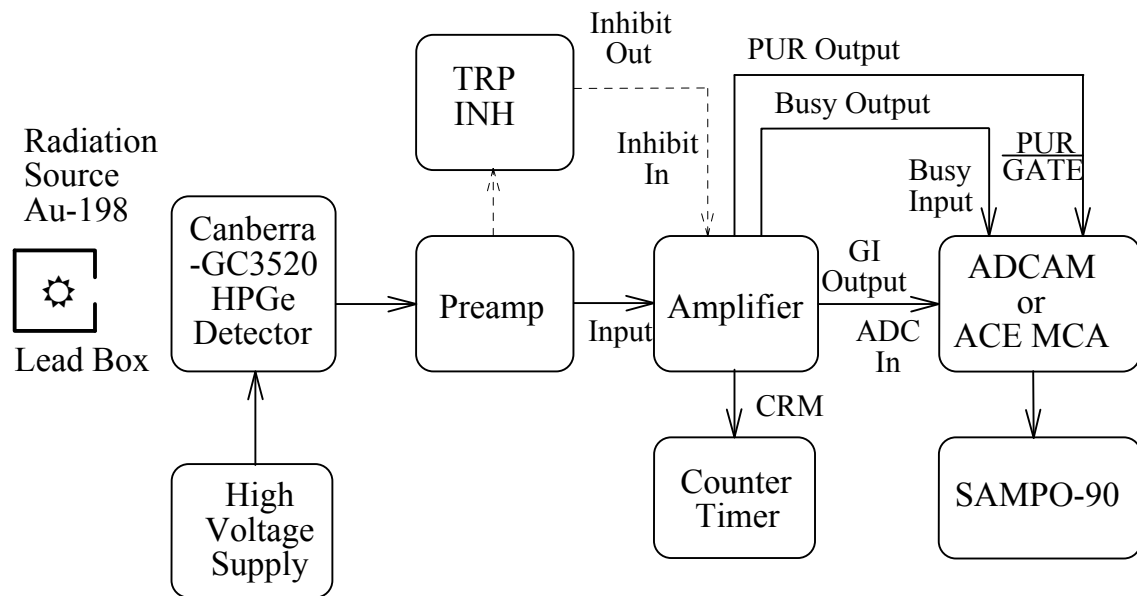 Radiation
Source
Au-198
Lead Box
Canberra
-GC3520
HPGe
Detector
High
Voltage
Supply
TRP
INH
Inhibit
Out
Inhibit
In
Preamp
Input
Amplifier
PUR Output
Busy Output
Busy
Input
PUR
GATE
GI
Output
ADC
In
ADCAM
or
ACE MCA
CRM
Counter
Timer
SAMPO-90